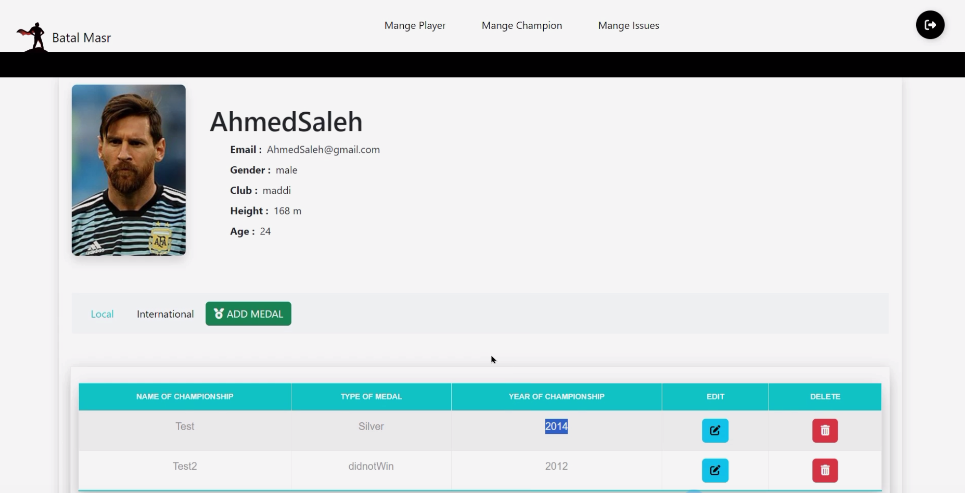 Batal Masr
Mange Player Mange Champion Mange Issues
AhmedSaleh
Email : AhmedSaleh@gmail.com
Gender : male
Club : maddi
Height : 168 m
Age : 24
AFA
adidas
Local International ADD MEDAL
NAME OF CHAMPIONSHIP TYPE OF MEDAL YEAR OF CHAMPIONSHIP EDIT DELETE
Test Silver 2014
Test2 didnotWin 2012